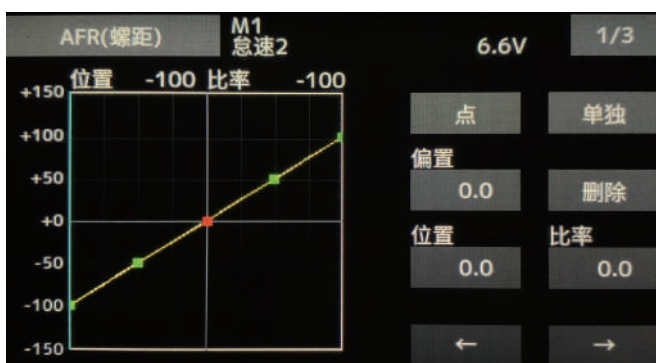 AFR(螺距)
M1
怠速2
6.6V
1/3
位置 -100 比率 -100
+150
+100
+50
+0
-50
-100
-150
点 单独
偏置
0.0 删除
位置 比率
0.0 0.0
← →